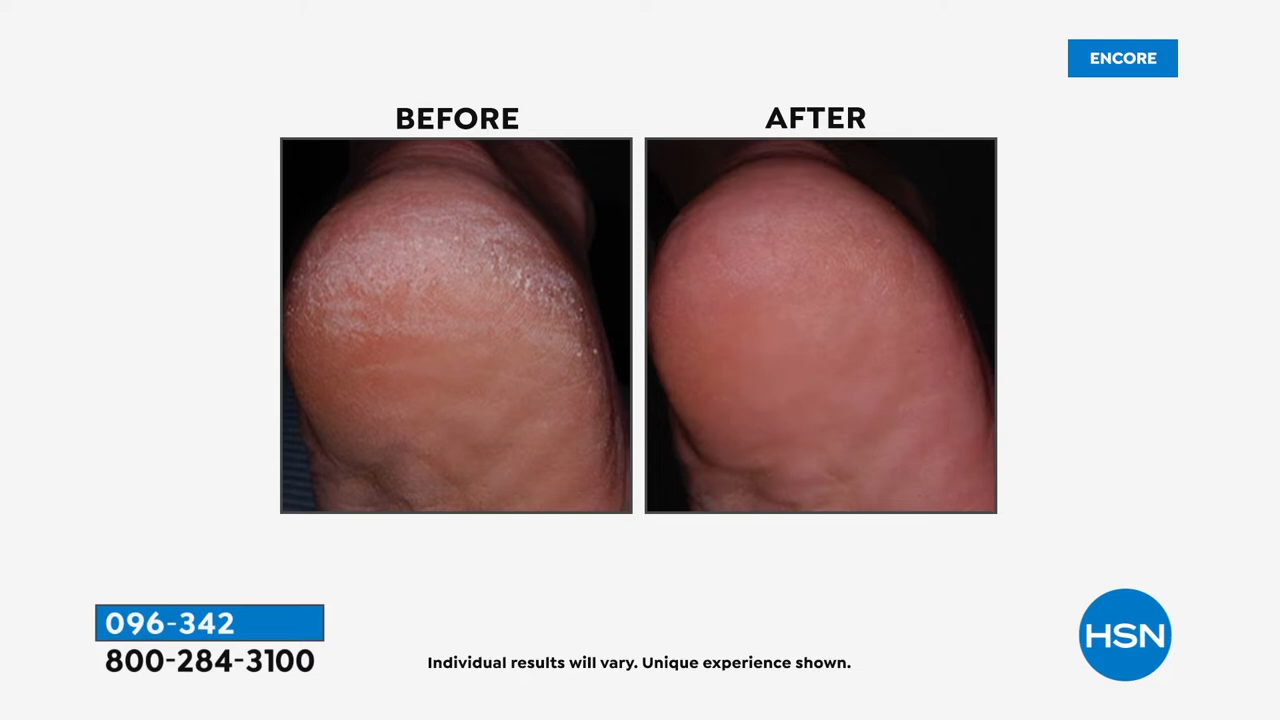 ENCORE
BEFORE
AFTER
096-342
800-284-3100
Individual results will vary. Unique experience shown.
HSN